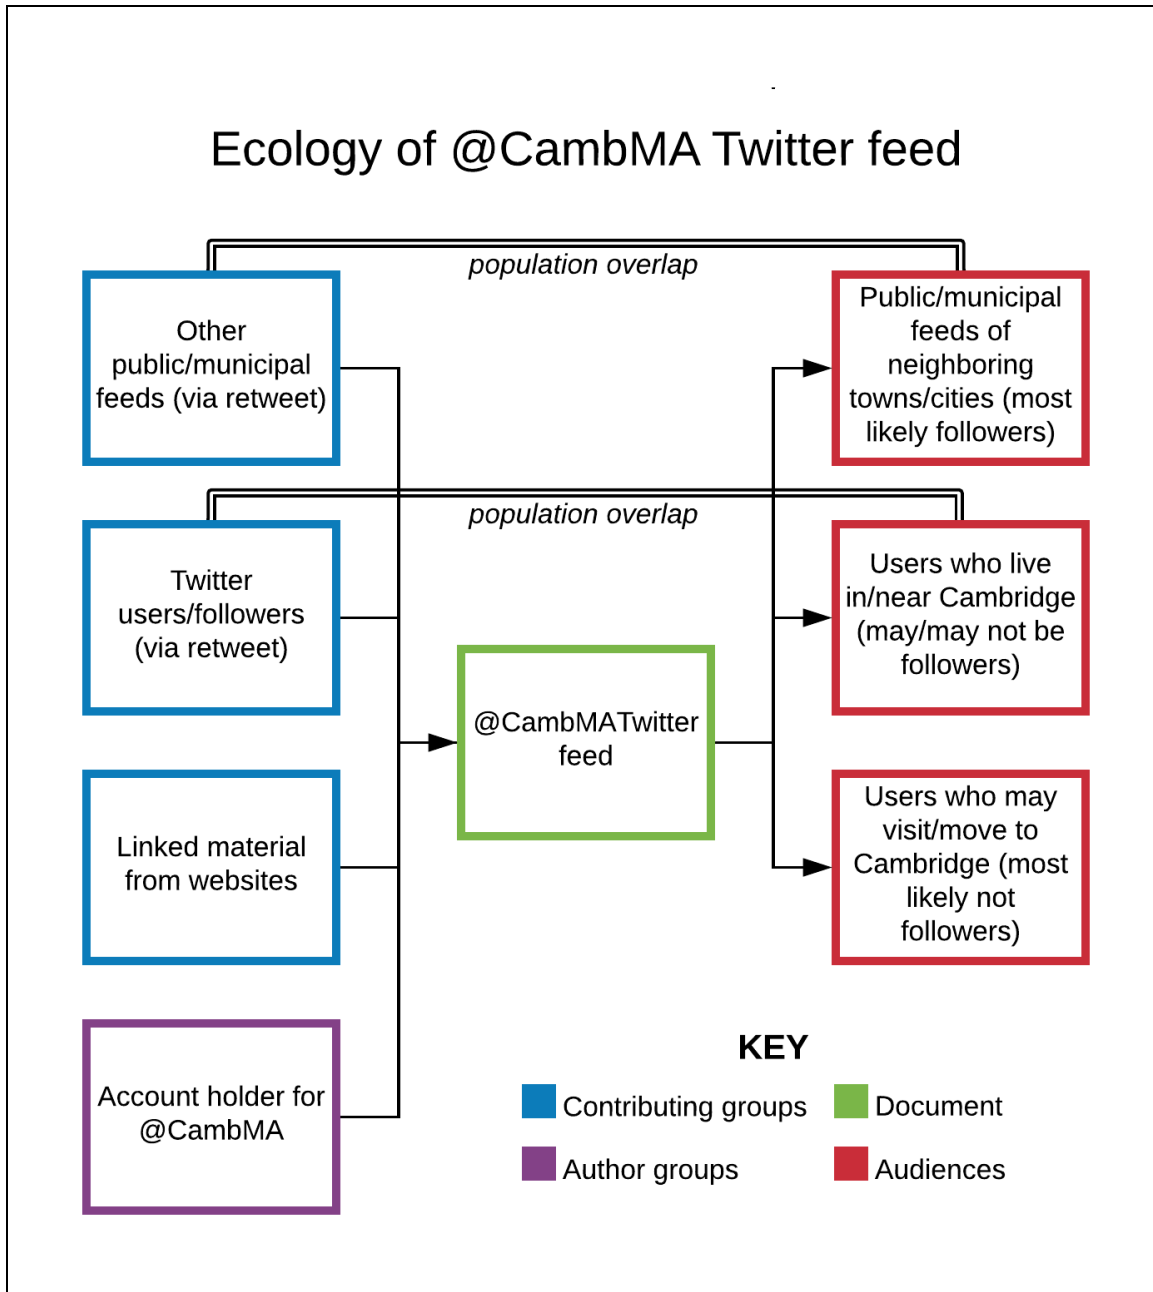 Ecology of @CambMA Twitter feed
population overlap
Other
public/municipal
feeds (via retweet)
Public/municipal
feeds of
neighboring
towns/cities (most
likely followers)
population overlap
Twitter
users/followers
(via retweet)
Users who live
in/near Cambridge
(may/may not be
followers)
@CambMATwitter
feed
Linked material
from websites
Users who may
visit/move to
Cambridge (most
likely not
followers)
Account holder for
@CambMA
KEY
Contributing groups
Document
Author groups
Audiences